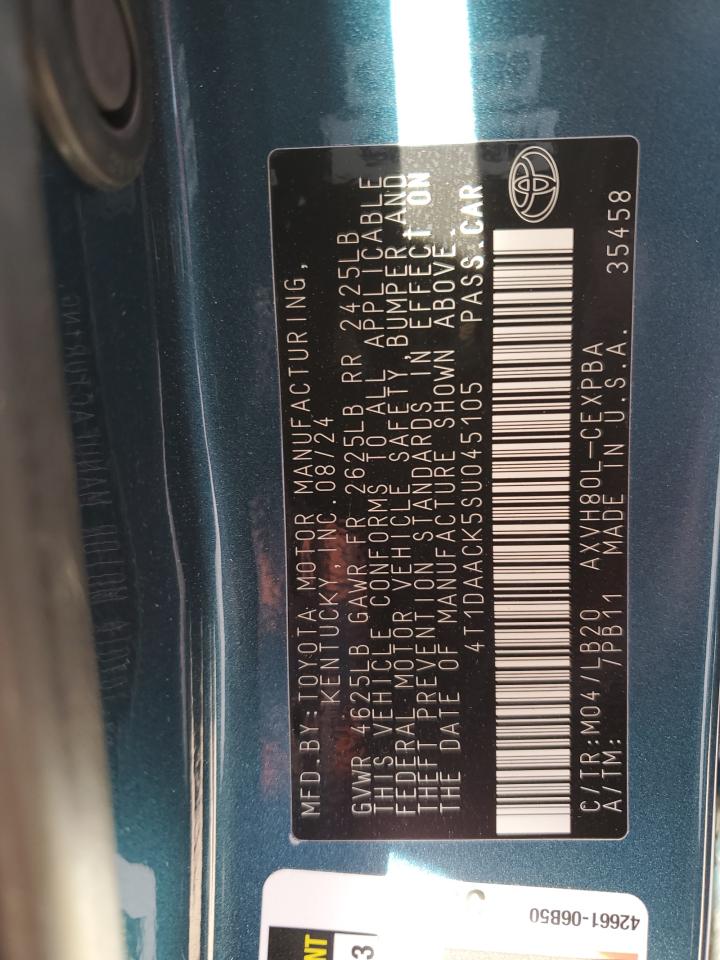 MFD.BY:TOYOTA MOTOR MANUFACTURING,
KENTUCKY,INC.08/24
GVWR 4625LB GAWR FR 2625LB RR 2425LB
THIS VEHICLE CONFORMS TO ALL APPLICABLE
FEDERAL MOTOR VEHICLE SAFETY,BUMPER AND
THEFT PREVENTION STANDARDS IN EFFECT ON
THE DATE OF MANUFACTURE SHOWN ABOVE.
4T1DAACK5SU045105 PASS.CAR
C/TR:M04/LB20 AXVH80L-CEXPBA
A/TM: /PB11 MADE IN U.S.A. 35458
42661-06B50
3